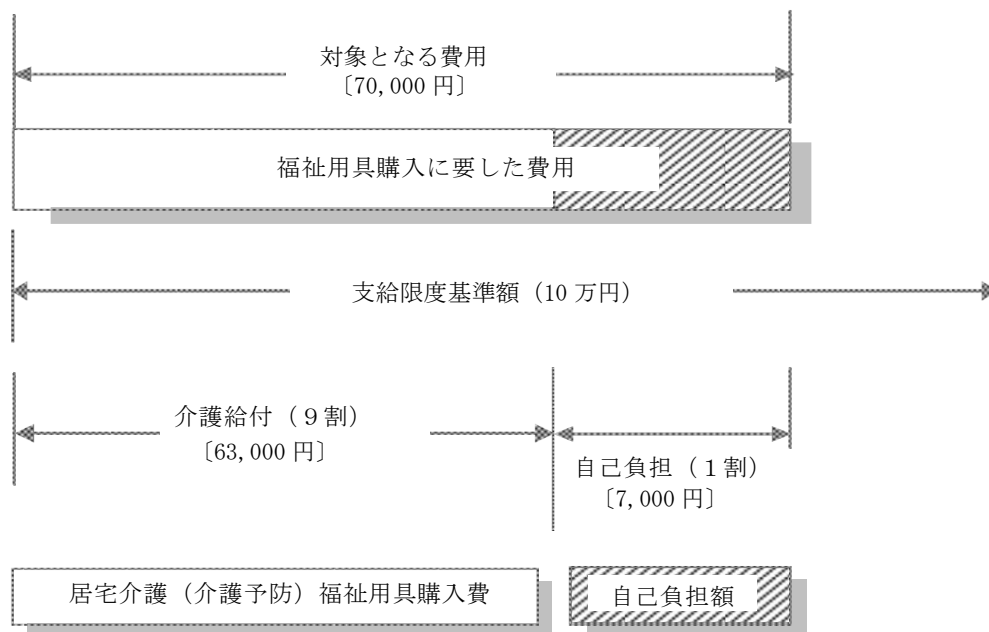 対象となる費用
〔70,000 円〕
福祉用具購入に要した費用
支給限度基準額（10 万円）
介護給付（９割）
〔63,000 円〕
自己負担（１割）
〔7,000 円〕
居宅介護（介護予防）福祉用具購入費
自己負担額